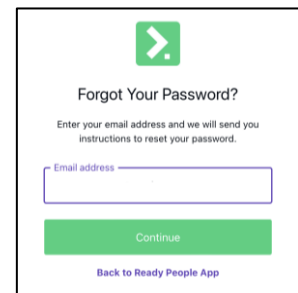 Forgot Your Password?
Enter your email address and we will send you
instructions to reset your password.
Email address
Continue
Back to Ready People App